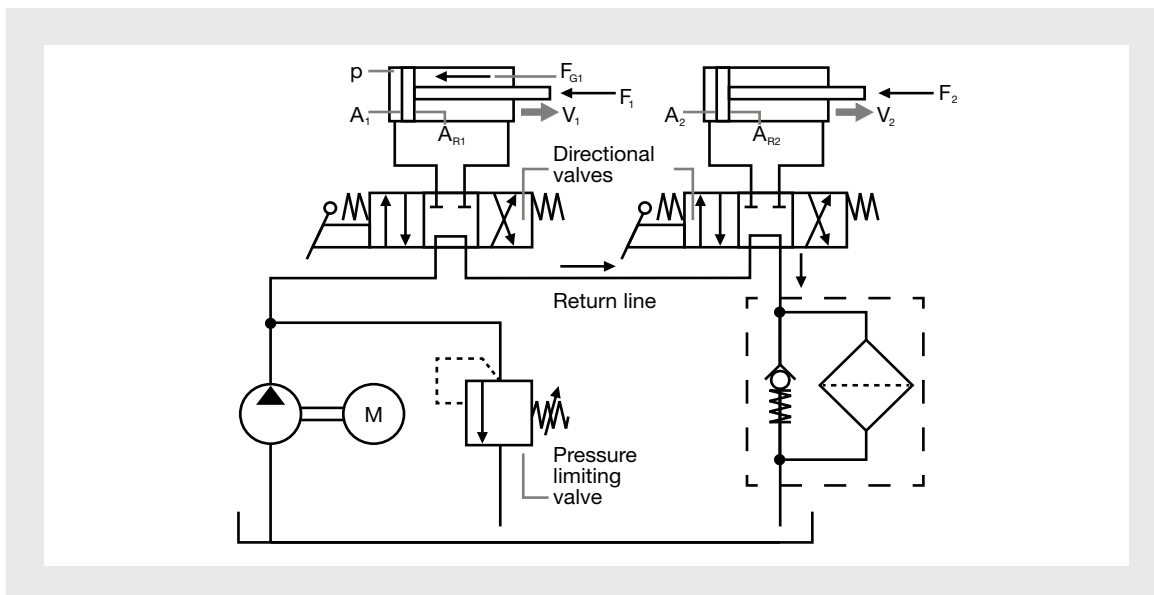 p
F_G1
F_1
A_1
A_R1
V_1
F_2
A_2
A_R2
V_2
Directional
valves
Return line
M
Pressure
limiting
valve